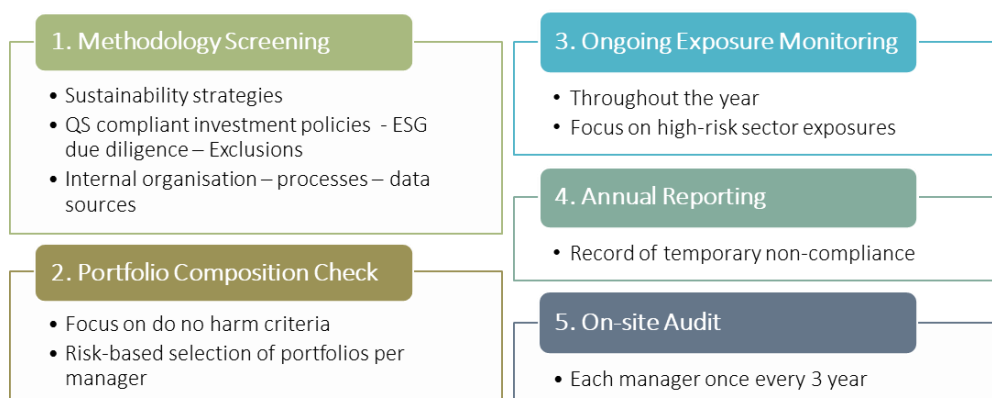 1. Methodology Screening
• Sustainability strategies
• QS compliant investment policies - ESG
due diligence – Exclusions
• Internal organisation – processes – data
sources
2. Portfolio Composition Check
• Focus on do no harm criteria
• Risk-based selection of portfolios per
manager
3. Ongoing Exposure Monitoring
• Throughout the year
• Focus on high-risk sector exposures
4. Annual Reporting
• Record of temporary non-compliance
5. On-site Audit
• Each manager once every 3 year